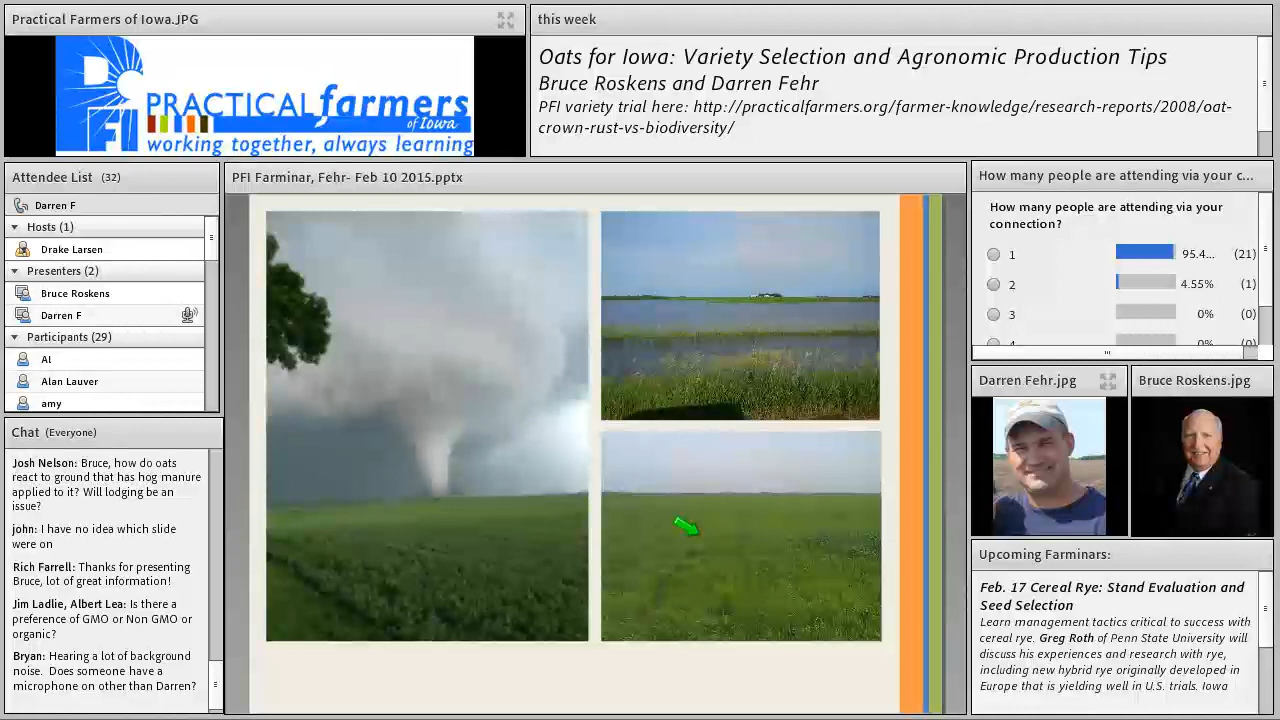 Practical Farmers of Iowa.JPG
PRACTICAL farmers
of Iowa
PFI
working together, always learning
this week
Oats for Iowa: Variety Selection and Agronomic Production Tips
Bruce Roskens and Darren Fehr
PFI variety trial here: http://practicalfarmers.org/farmer-knowledge/research-reports/2008/oat-
crown-rust-vs-biodiversity/
Attendee List (32)
Darren F
Hosts (1)
Drake Larsen
Presenters (2)
Bruce Roskens
Darren F
Participants (29)
Al
Alan Lauver
amy
Chat (Everyone)
Josh Nelson: Bruce, how do oats
react to ground that has hog manure
applied to it? Will lodging be an
issue?
john: I have no idea which slide
were on
Rich Farrell: Thanks for presenting
Bruce, lot of great information!
Jim Ladlie, Albert Lea: Is there a
preference of GMO or Non GMO or
organic?
Bryan: Hearing a lot of background
noise. Does someone have a
microphone on other than Darren?
PFI Farminar, Fehr- Feb 10 2015.pptx
How many people are attending via your c...
How many people are attending via your
connection?
1 95.4... (21)
2 4.55% (1)
3 0% (0)
4 0% (0)
Darren Fehr.jpg
Bruce Roskens.jpg
Upcoming Farminars:
Feb. 17 Cereal Rye: Stand Evaluation and
Seed Selection
Learn management tactics critical to success with
cereal rye. Greg Roth of Penn State University will
discuss his experiences and research with rye,
including new hybrid rye originally developed in
Europe that is yielding well in U.S. trials. Iowa